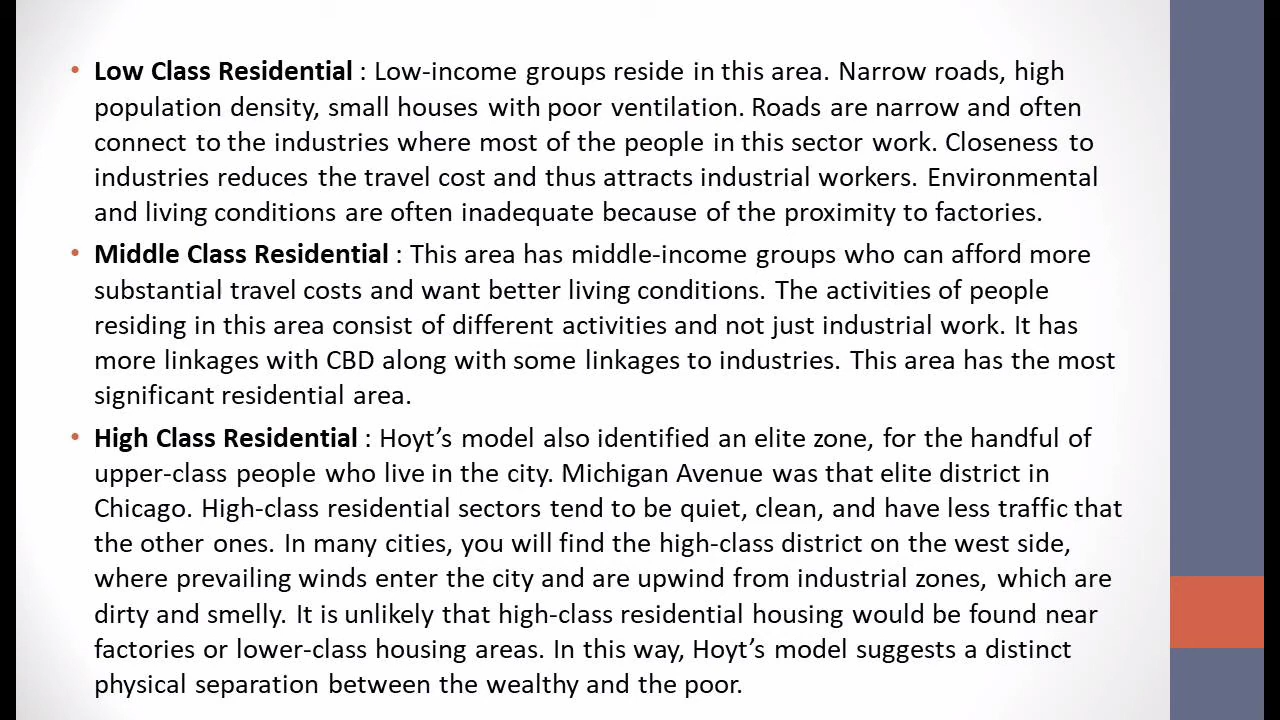 • Low Class Residential : Low-income groups reside in this area. Narrow roads, high
population density, small houses with poor ventilation. Roads are narrow and often
connect to the industries where most of the people in this sector work. Closeness to
industries reduces the travel cost and thus attracts industrial workers. Environmental
and living conditions are often inadequate because of the proximity to factories.
• Middle Class Residential : This area has middle-income groups who can afford more
substantial travel costs and want better living conditions. The activities of people
residing in this area consist of different activities and not just industrial work. It has
more linkages with CBD along with some linkages to industries. This area has the most
significant residential area.
• High Class Residential : Hoyt’s model also identified an elite zone, for the handful of
upper-class people who live in the city. Michigan Avenue was that elite district in
Chicago. High-class residential sectors tend to be quiet, clean, and have less traffic that
the other ones. In many cities, you will find the high-class district on the west side,
where prevailing winds enter the city and are upwind from industrial zones, which are
dirty and smelly. It is unlikely that high-class residential housing would be found near
factories or lower-class housing areas. In this way, Hoyt’s model suggests a distinct
physical separation between the wealthy and the poor.